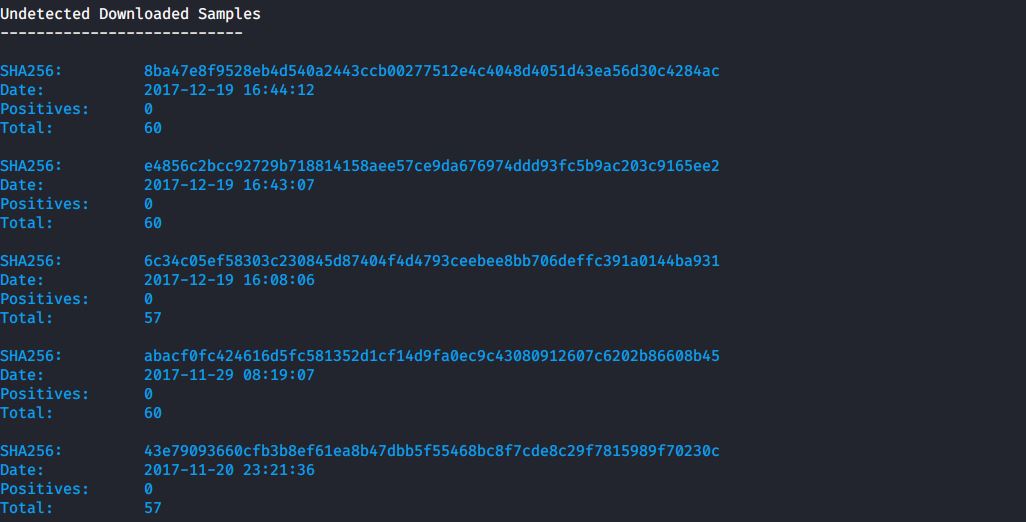 Undetected Downloaded Samples
---------------------------
SHA256: 8ba47e8f9528eb4d540a2443ccb00277512e4c4048d4051d43ea56d30c4284ac
Date: 2017-12-19 16:44:12
Positives: 0
Total: 60
SHA256: e4856c2bcc92729b718814158aee57ce9da676974ddd93fc5b9ac203c9165ee2
Date: 2017-12-19 16:43:07
Positives: 0
Total: 60
SHA256: 6c34c05ef58303c230845d87404f4d4793ceebee8bb706deffc391a0144ba931
Date: 2017-12-19 16:08:06
Positives: 0
Total: 57
SHA256: abacf0fc424616d5fc581352d1cf14d9fa0ec9c43080912607c6202b86608b45
Date: 2017-11-29 08:19:07
Positives: 0
Total: 60
SHA256: 43e79093660cfb3b8ef61ea8b47dbb5f55468bc8f7cde8c29f7815989f70230c
Date: 2017-11-20 23:21:36
Positives: 0
Total: 57